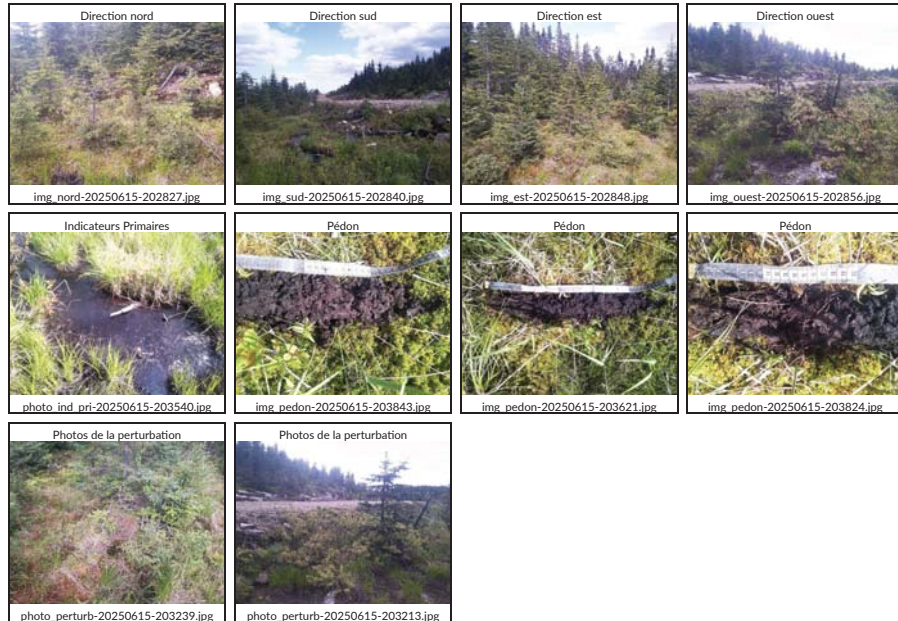 Direction nord
Direction sud
Direction est
Direction ouest
img_nord-20250615-202827.jpg
img_sud-20250615-202840.jpg
img_est-20250615-202848.jpg
img_ouest-20250615-202856.jpg
Indicateurs Primaires
Pédon
Pédon
Pédon
photo_ind_pri-20250615-203540.jpg
img_pedon-20250615-203843.jpg
img_pedon-20250615-203621.jpg
img_pedon-20250615-203824.jpg
Photos de la perturbation
Photos de la perturbation
photo_perturb-20250615-203239.jpg
photo_perturb-20250615-203213.jpg